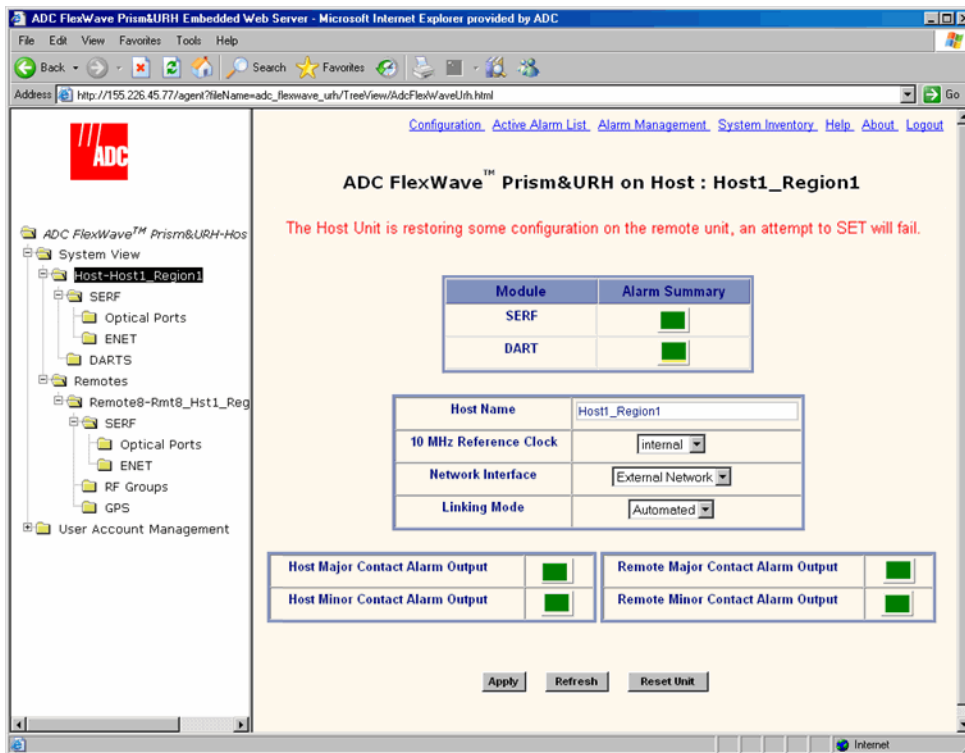 ADC FlexWave Prism&URH Embedded Web Server - Microsoft Internet Explorer provided by ADC
File Edit View Favorites Tools Help
Back Search Favorites
Address http://155.226.45.77/agent?fileName=adc_flexwave_urh/TreeView/AdcFlexWaveUrh.html Go
ADC
Configuration Active Alarm List Alarm Management System Inventory Help About Logout
ADC FlexWave™ Prism&URH on Host : Host1_Region1
The Host Unit is restoring some configuration on the remote unit, an attempt to SET will fail.
ADC FlexWave™ Prism&URH-Hos
System View
Host-Host1_Region1
SERF
Optical Ports
ENET
DARTS
Remotes
Remote8-Rmt8_Hst1_Reg
SERF
Optical Ports
ENET
RF Groups
GPS
User Account Management
Module Alarm Summary
SERF
DART
Host Name Host1_Region1
10 MHz Reference Clock internal
Network Interface External Network
Linking Mode Automated
Host Major Contact Alarm Output
Host Minor Contact Alarm Output
Remote Major Contact Alarm Output
Remote Minor Contact Alarm Output
Apply Refresh Reset Unit
Internet